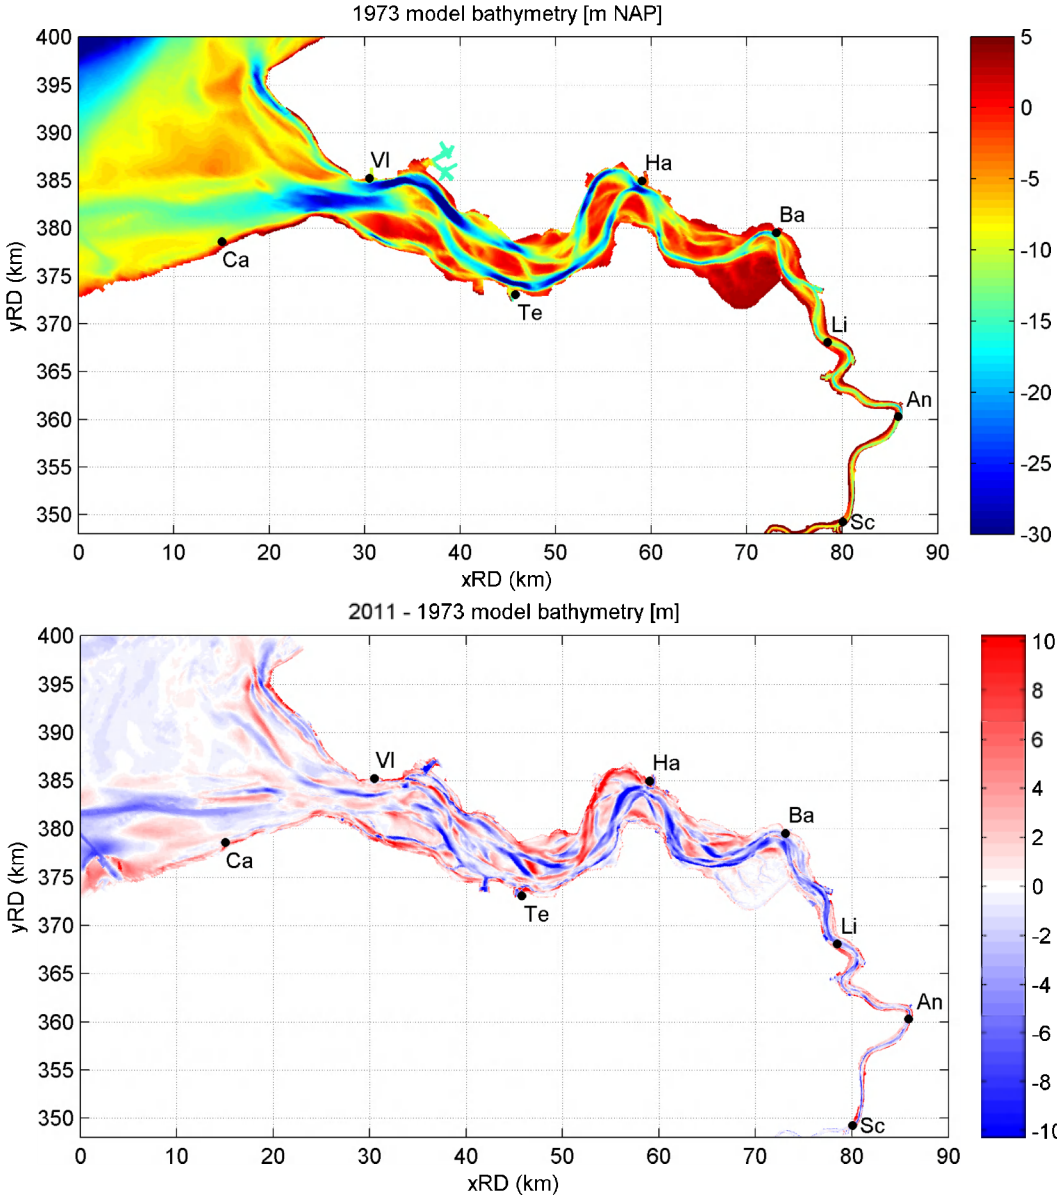 1973 model bathymetry [m NAP]
400
395
390
385
380
375
370
365
360
355
350
yRD (km)
Vl
Ha
Ba
Ca
Te
Li
An
Sc
5
0
-5
-10
-15
-20
-25
-30
0 10 20 30 40 50 60 70 80 90
xRD (km)
2011 - 1973 model bathymetry [m]
400
395
390
385
380
375
370
365
360
355
350
yRD (km)
Vl
Ha
Ba
Ca
Te
Li
An
Sc
10
8
6
4
2
0
-2
-4
-6
-8
-10
0 10 20 30 40 50 60 70 80 90
xRD (km)